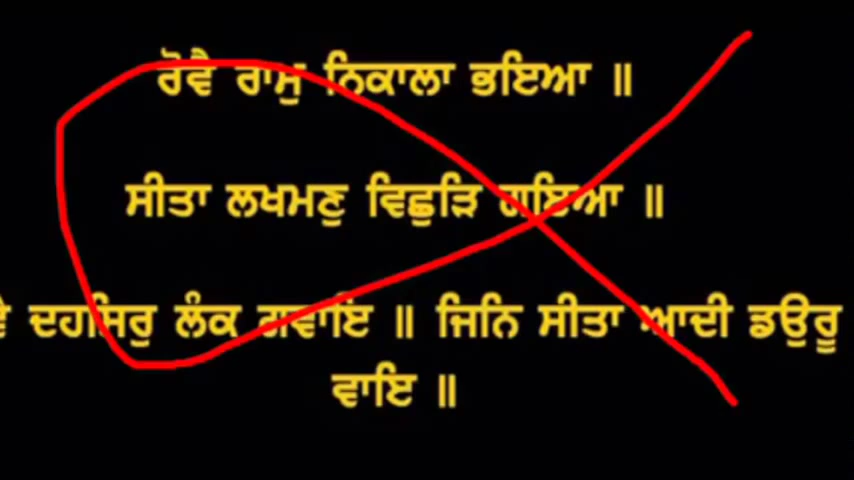 ਰੋਵੈ ਰਾਮੁ ਨਿਕਾਲਾ ਭਇਆ ॥
ਸੀਤਾ ਲਖਮਣੁ ਵਿਛੁੜਿ ਗਇਆ ॥
ਦਹਸਿਰੁ ਲੰਕ ਗਵਾਇ ॥ ਜਿਨਿ ਸੀਤਾ ਆਦੀ ਡਉਰੂ
ਵਾਇ ॥